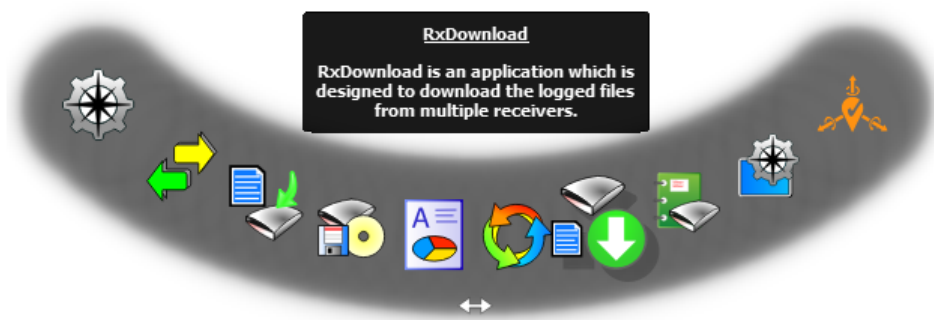 RxDownload
RxDownload is an application which is
designed to download the logged files
from multiple receivers.
A